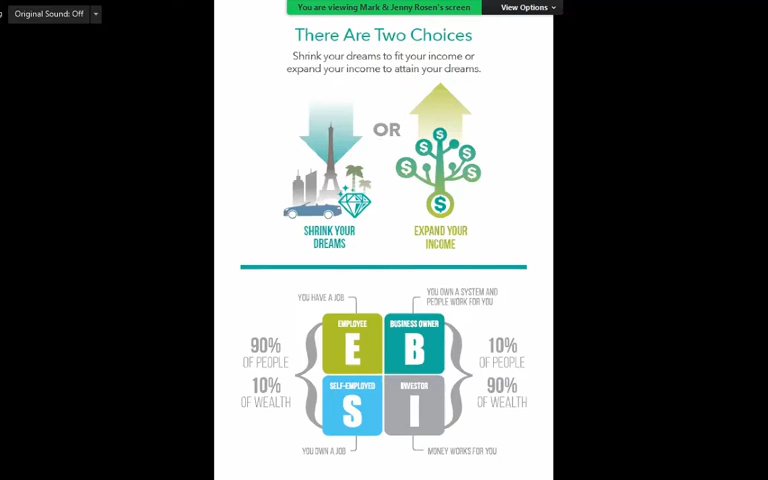 You are viewing Mark & Jenny Rosen's screen
View Options
Original Sound: Off
There Are Two Choices
Shrink your dreams to fit your income or
expand your income to attain your dreams.
OR
$
$
$
$
$
$
SHRINK YOUR
DREAMS
EXPAND YOUR
INCOME
YOU HAVE A JOB
YOU OWN A SYSTEM AND
PEOPLE WORK FOR YOU
EMPLOYEE
BUSINESS OWNER
E
B
90%
OF PEOPLE
10%
OF WEALTH
10%
OF PEOPLE
90%
OF WEALTH
SELF-EMPLOYED
INVESTOR
S
I
YOU OWN A JOB
MONEY WORKS FOR YOU